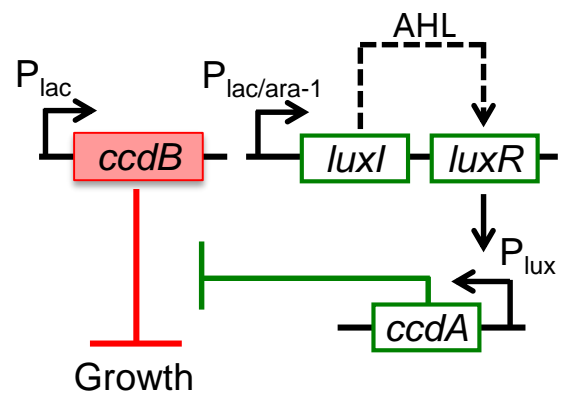 AHL
Plac
Plac/ara-1
ccdB
luxI
luxR
Plux
ccdA
Growth